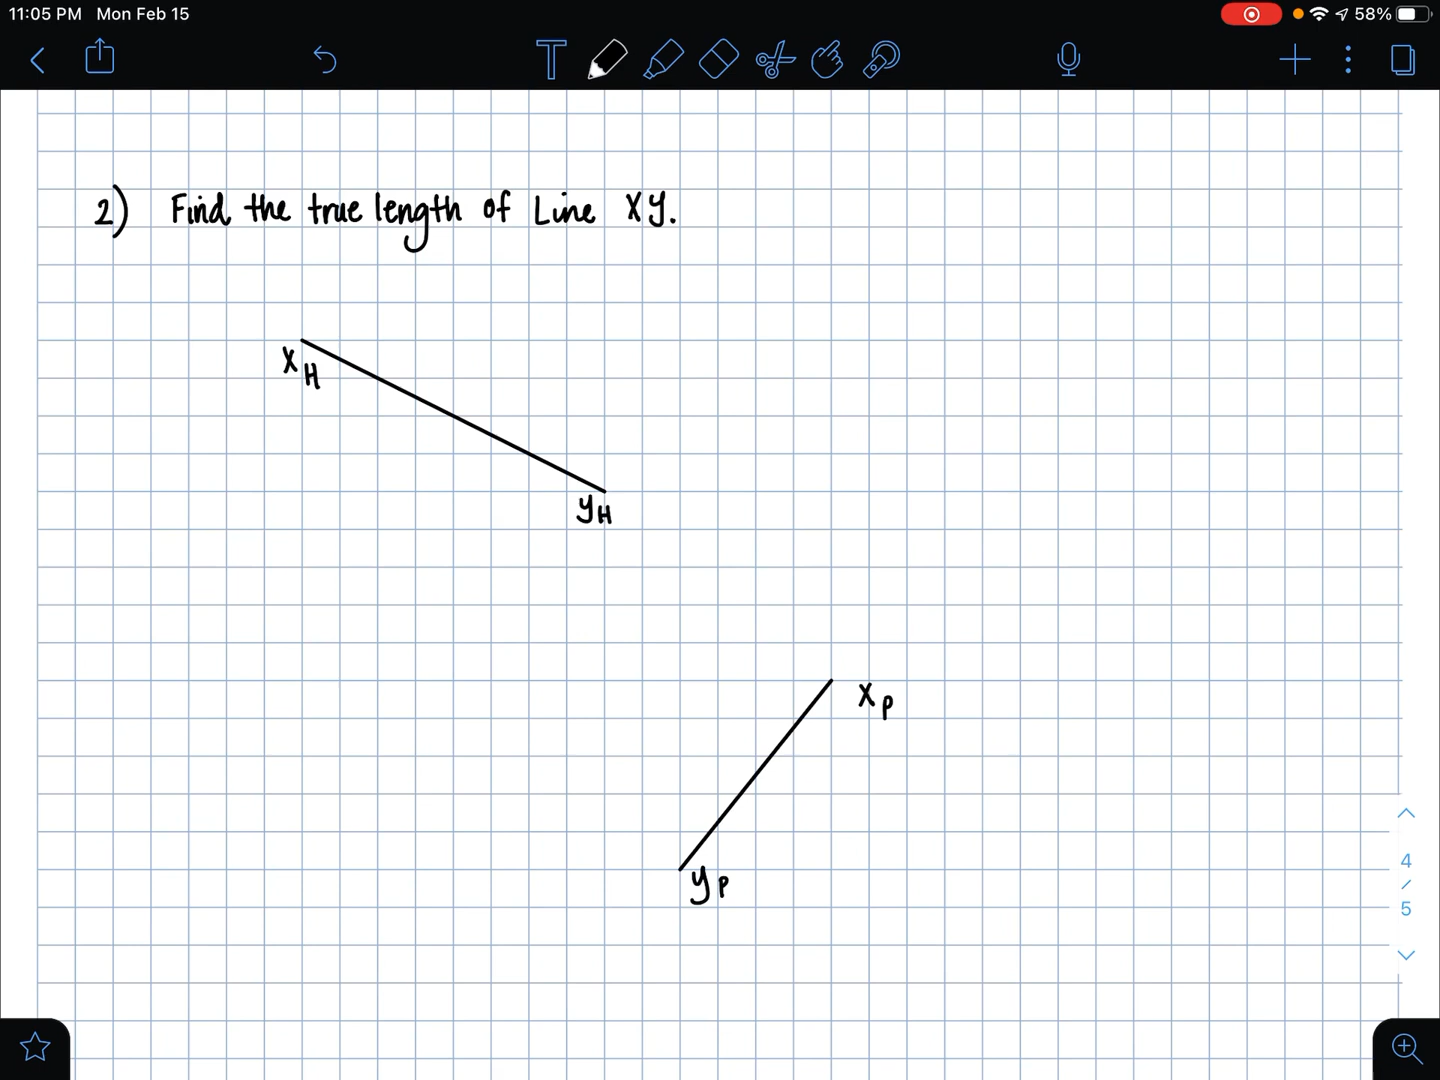 11:05 PM Mon Feb 15 58%
T
2) Find the true length of Line XY.
XH
YH
XP
YP
4
/
5